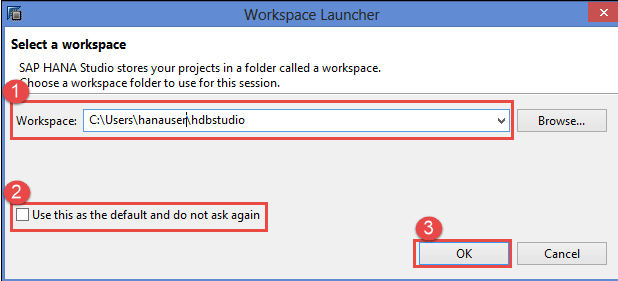 Workspace Launcher
Select a workspace
SAP HANA Studio stores your projects in a folder called a workspace.
Choose a workspace folder to use for this session.
1
Workspace: C:\Users\hanauser\hdbstudio Browse...
2
Use this as the default and do not ask again
3
OK Cancel